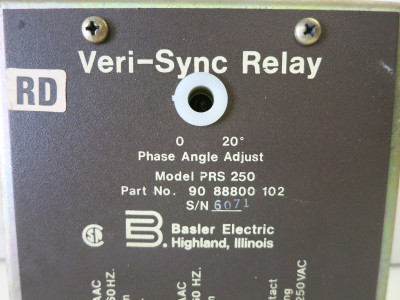 Veri-Sync Relay
RD
0 20°
Phase Angle Adjust
Model PRS 250
Part No. 90 88800 102
S/N 6071
Basler Electric
Highland, Illinois
250VAC